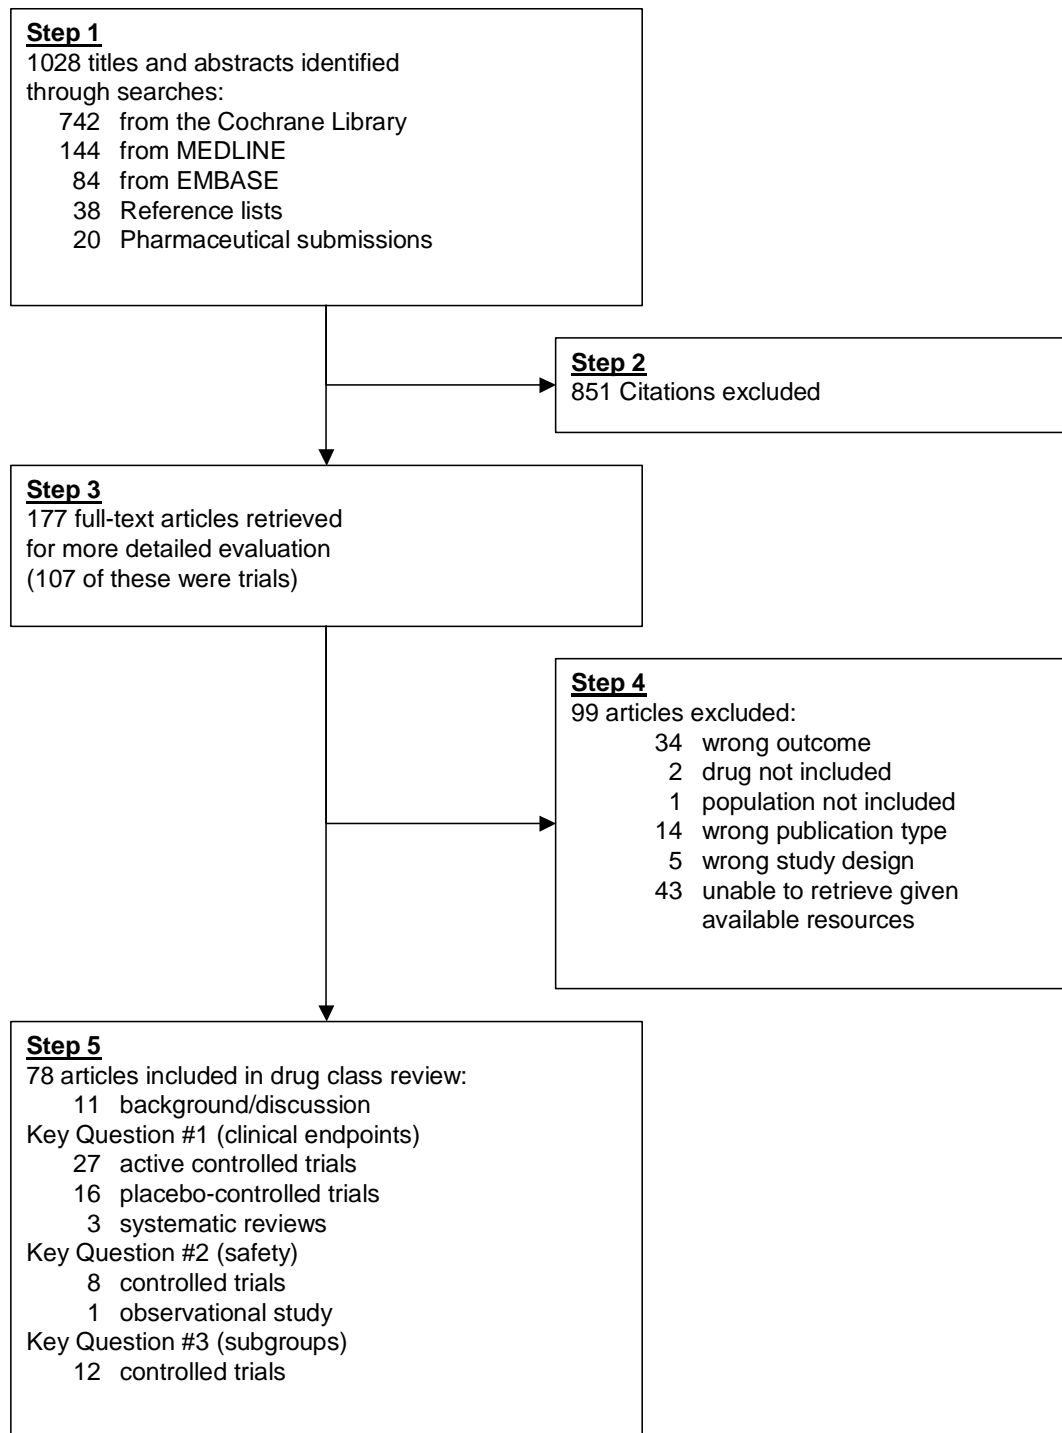 Step 1
1028 titles and abstracts identified
through searches:
742 from the Cochrane Library
144 from MEDLINE
84 from EMBASE
38 Reference lists
20 Pharmaceutical submissions
Step 2
851 Citations excluded
Step 3
177 full-text articles retrieved
for more detailed evaluation
(107 of these were trials)
Step 4
99 articles excluded:
34 wrong outcome
2 drug not included
1 population not included
14 wrong publication type
5 wrong study design
43 unable to retrieve given
available resources
Step 5
78 articles included in drug class review:
11 background/discussion
Key Question #1 (clinical endpoints)
27 active controlled trials
16 placebo-controlled trials
3 systematic reviews
Key Question #2 (safety)
8 controlled trials
1 observational study
Key Question #3 (subgroups)
12 controlled trials